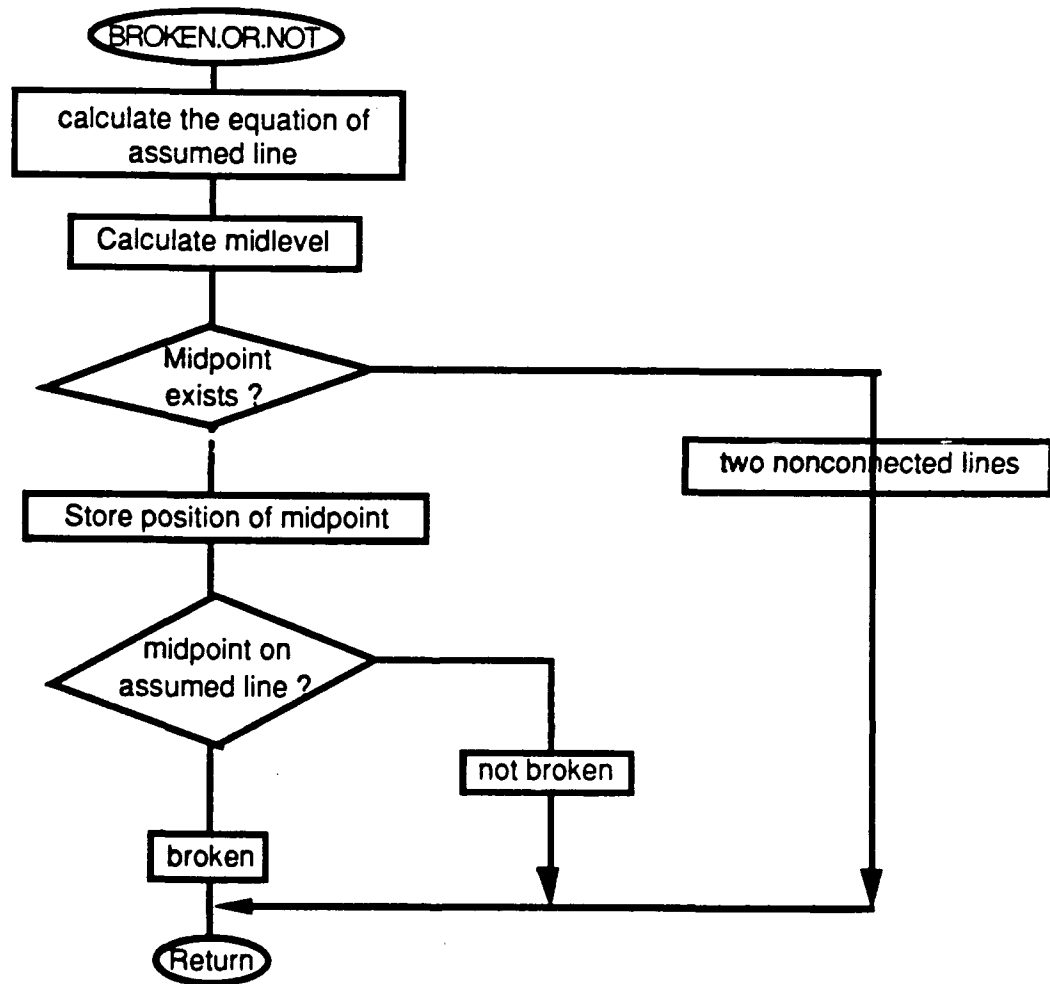 BROKEN.OR.NOT
calculate the equation of
assumed line
Calculate midlevel
Midpoint
exists ?
two nonconnected lines
Store position of midpoint
midpoint on
assumed line ?
not broken
broken
Return